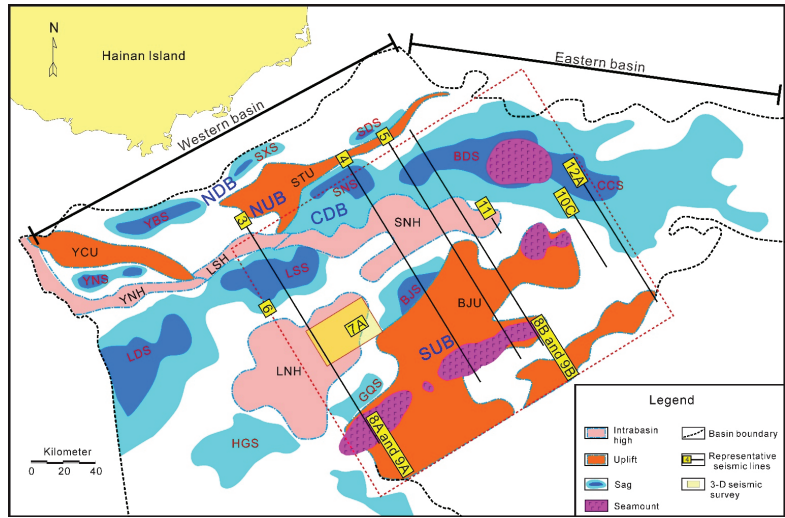 N
Hainan Island
Western basin
Eastern basin
SDS
SXS
STU
NDB
NUB
YBS
SNS
CDB
BDS
CCS
SNH
YCU
YNS
YNH
LSH
LSS
LDS
BJS
BJU
SUB
LNH
GQS
HGS
3
4
5
6
7A
11
12A
10C
8B and 9B
8A and 9A
Kilometer
0 20 40
Legend
Intrabasin
high
Uplift
Sag
Seamount
Basin boundary
4
Representative
seismic lines
3-D seismic
survey